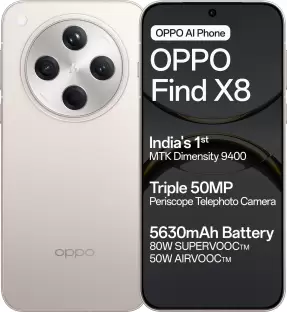 OPPO AI Phone
OPPO
Find X8
India's 1st
MTK Dimensity 9400
Triple 50MP
Periscope Telephoto Camera
5630mAh Battery
80W SUPERVOOC™
50W AIRVOOC™
oppo